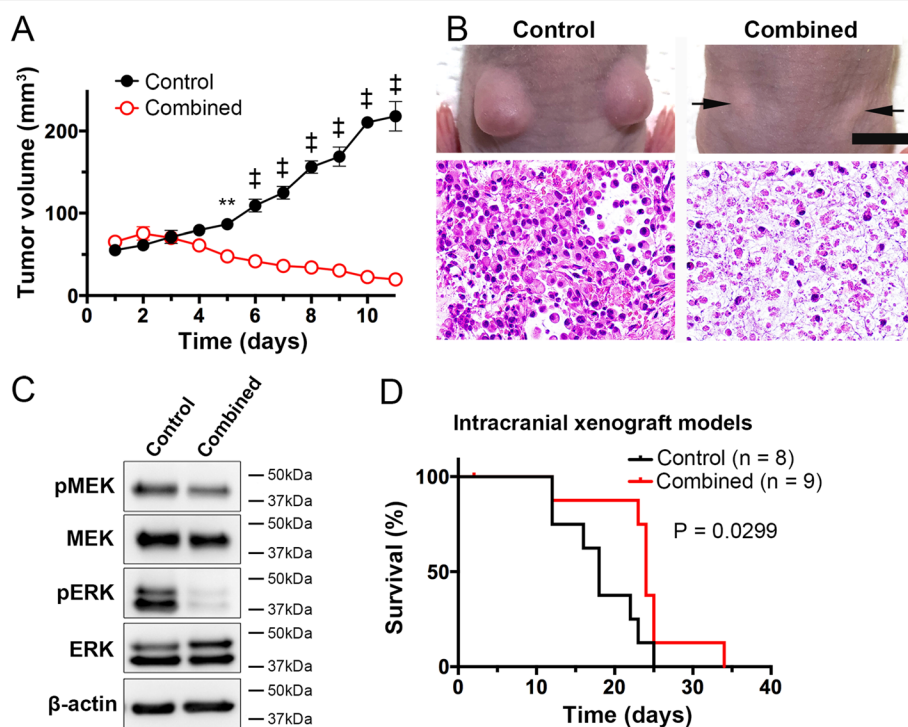 A
Control
Combined
Tumor volume (mm³)
200
100
0
** ‡ ‡ ‡ ‡ ‡ ‡
0 2 4 6 8 10
Time (days)
B
Control
Combined
C
Control
Combined
pMEK
50kDa
37kDa
MEK
50kDa
37kDa
pERK
50kDa
37kDa
ERK
50kDa
37kDa
β-actin
50kDa
37kDa
D
Intracranial xenograft models
Control (n = 8)
Combined (n = 9)
P = 0.0299
Survival (%)
100
50
0
0 10 20 30 40
Time (days)